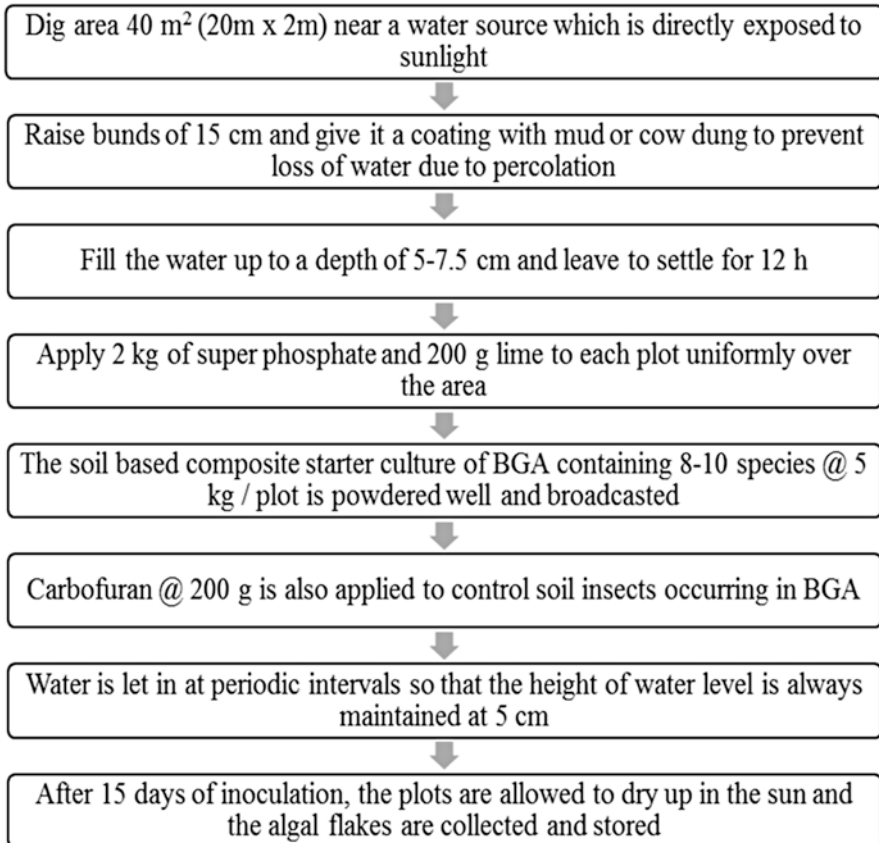 Dig area 40 m² (20m x 2m) near a water source which is directly exposed to
sunlight
Raise bunds of 15 cm and give it a coating with mud or cow dung to prevent
loss of water due to percolation
Fill the water up to a depth of 5-7.5 cm and leave to settle for 12 h
Apply 2 kg of super phosphate and 200 g lime to each plot uniformly over
the area
The soil based composite starter culture of BGA containing 8-10 species @ 5
kg / plot is powdered well and broadcasted
Carbofuran @ 200 g is also applied to control soil insects occurring in BGA
Water is let in at periodic intervals so that the height of water level is always
maintained at 5 cm
After 15 days of inoculation, the plots are allowed to dry up in the sun and
the algal flakes are collected and stored